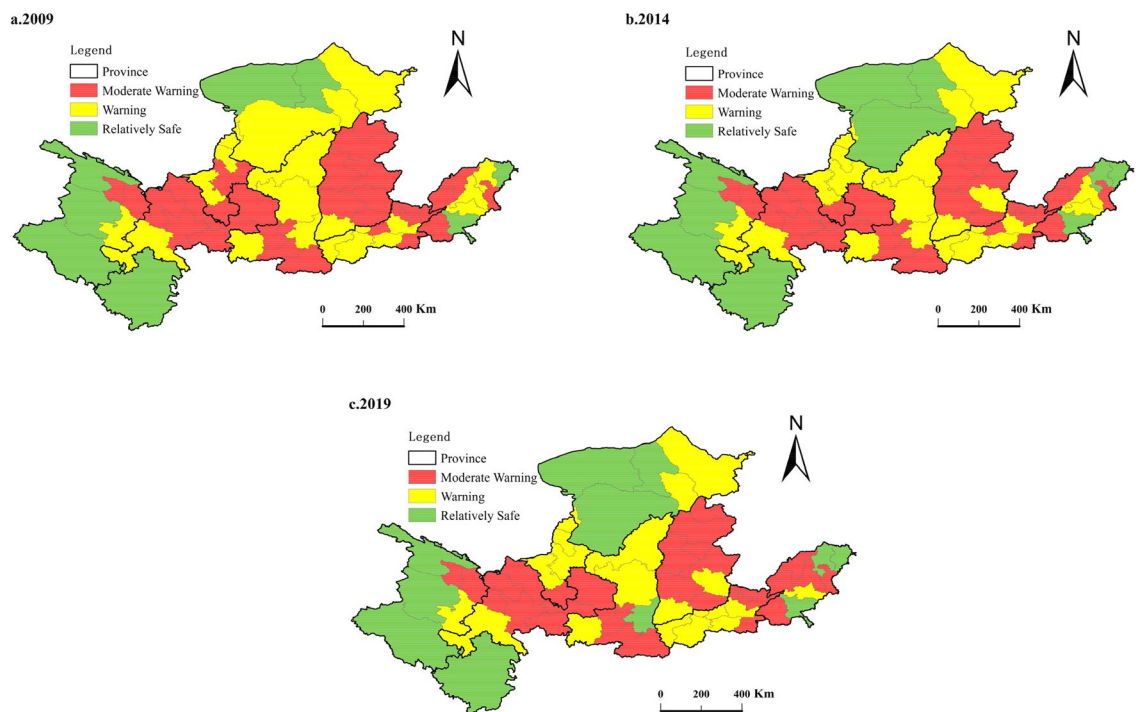 a.2009
N
Legend
Province
Moderate Warning
Warning
Relatively Safe
0 200 400 Km
b.2014
N
Legend
Province
Moderate Warning
Warning
Relatively Safe
0 200 400 Km
c.2019
N
Legend
Province
Moderate Warning
Warning
Relatively Safe
0 200 400 Km